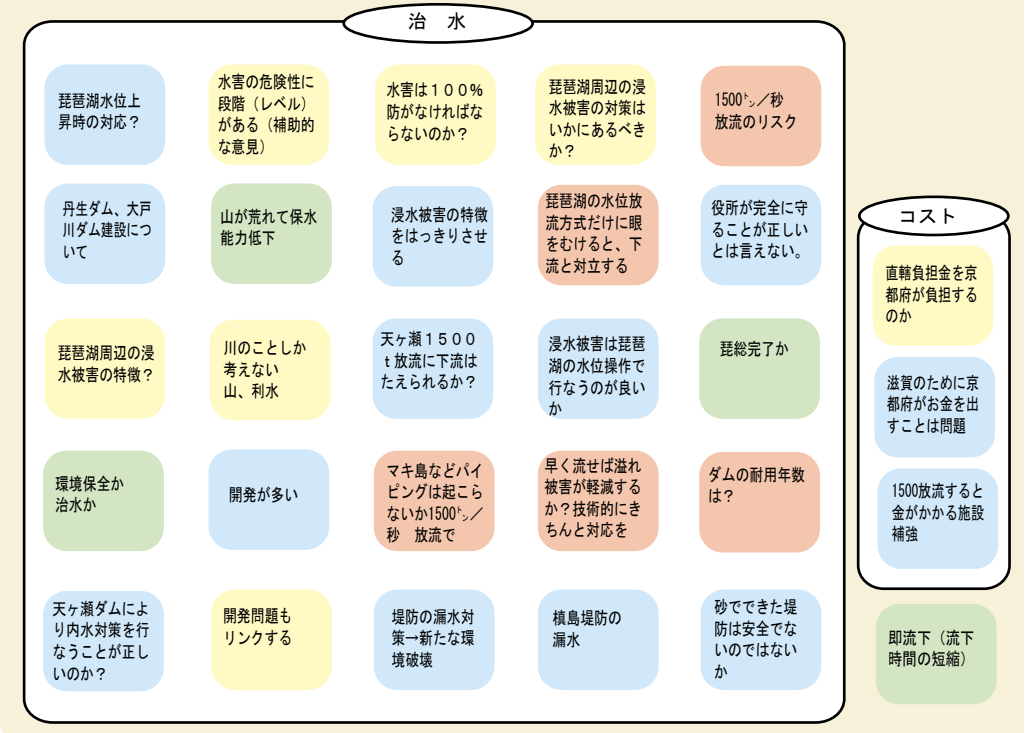 治　水
琵琶湖水位上
昇時の対応？
水害の危険性に
段階（レベル）
がある（補助的
な意見）
水害は１００％
防がなければな
らないのか？
琵琶湖周辺の浸
水被害の対策は
いかにあるべき
か？
1500㌧／秒
放流のリスク
丹生ダム、大戸
川ダム建設につ
いて
山が荒れて保水
能力低下
浸水被害の特徴
をはっきりさせ
る
琵琶湖の水位放
流方式だけに眼
をむけると、下
流と対立する
役所が完全に守
ることが正しい
とは言えない。
琵琶湖周辺の浸
水被害の特徴？
川のことしか
考えない
山、利水
天ヶ瀬１５００
ｔ放流に下流は
たえられるか？
浸水被害は琵琶
湖の水位操作で
行なうのが良い
か
琵総完了か
環境保全か
治水か
開発が多い
マキ島などパイ
ピングは起こら
ないか1500㌧／
秒　放流で
早く流せば溢れ
被害が軽減する
か？技術的にき
ちんと対応を
ダムの耐用年数
は？
天ヶ瀬ダムによ
り内水対策を行
なうことが正し
いのか？
開発問題も
リンクする
堤防の漏水対
策→新たな環
境破壊
槙島堤防の
漏水
砂でできた堤
防は安全でな
いのではない
か
コスト
直轄負担金を京
都府が負担する
のか
滋賀のために京
都府がお金を出
すことは問題
1500放流すると
金がかかる施設
補強
即流下（流下
時間の短縮）